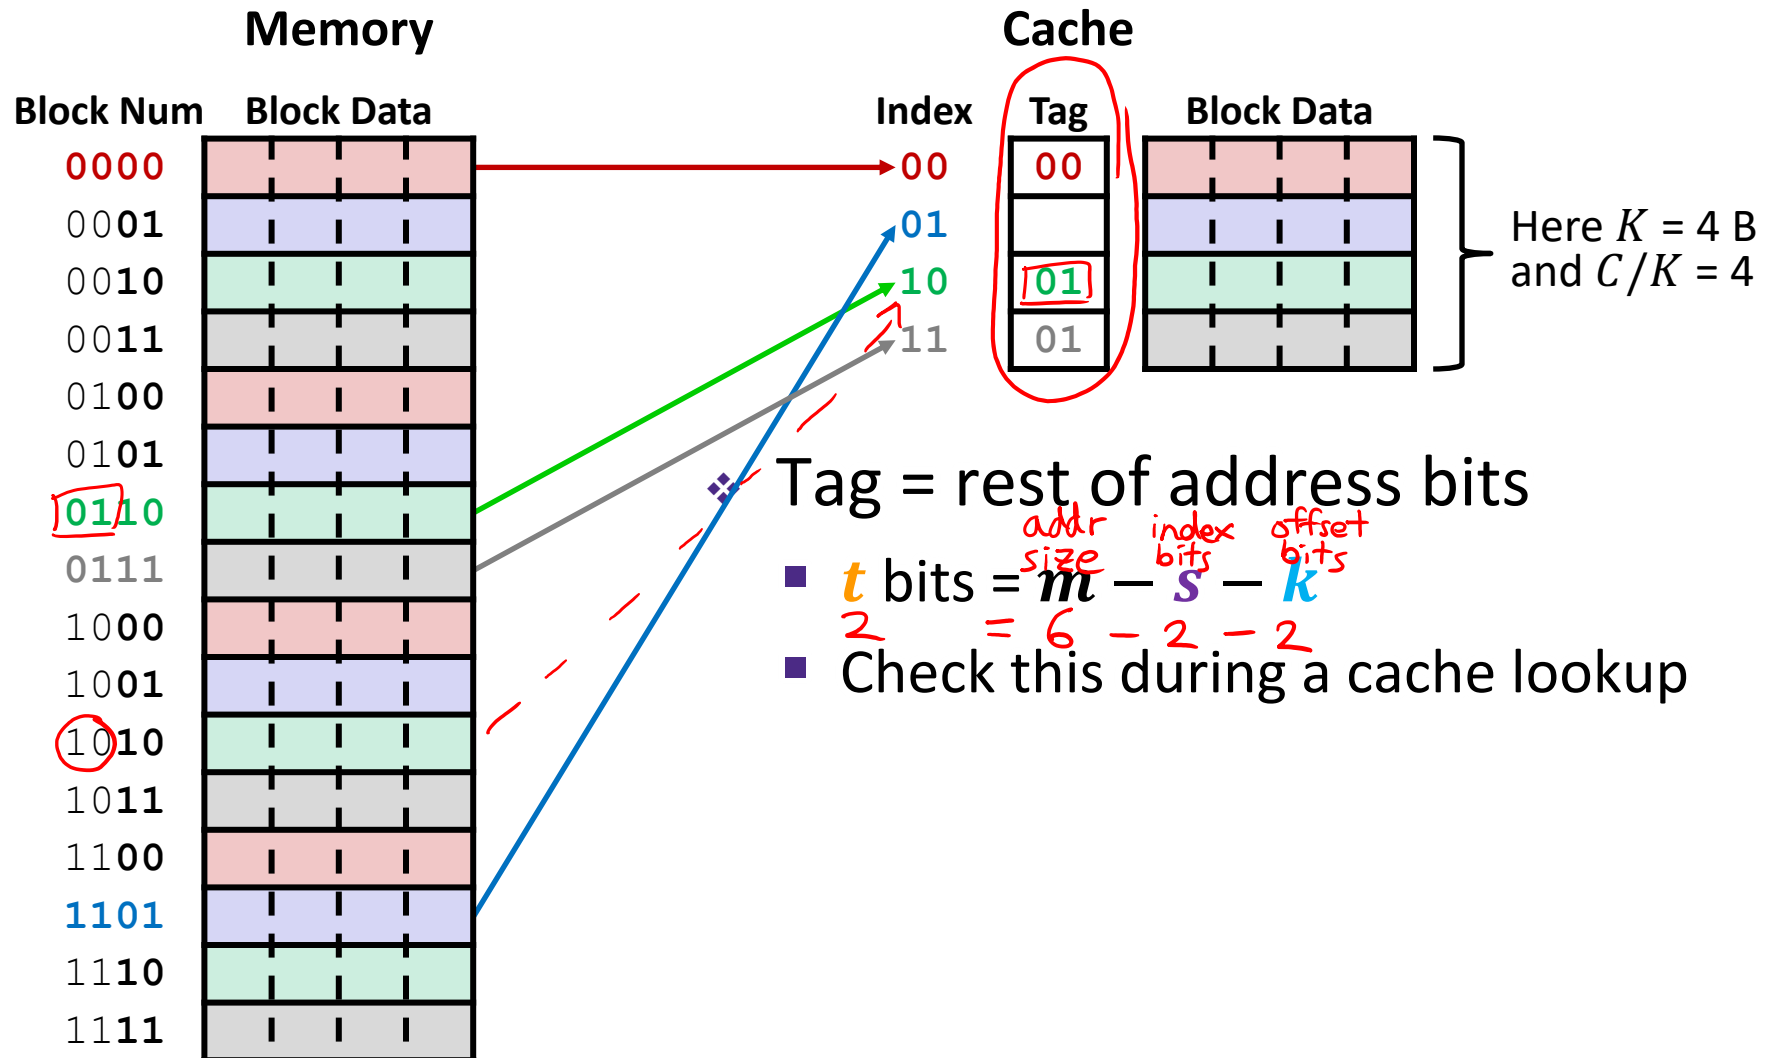 Memory
Cache
Block Num Block Data
Index Tag Block Data
0000
0001
0010
0011
0100
0101
0110
0111
1000
1001
1010
1011
1100
1101
1110
1111
00 00
01
10 01
11 01
Here K = 4 B
and C/K = 4
❖ Tag = rest of address bits
addr size index bits offset bits
▪ t bits = m – s – k
2 = 6 – 2 – 2
▪ Check this during a cache lookup